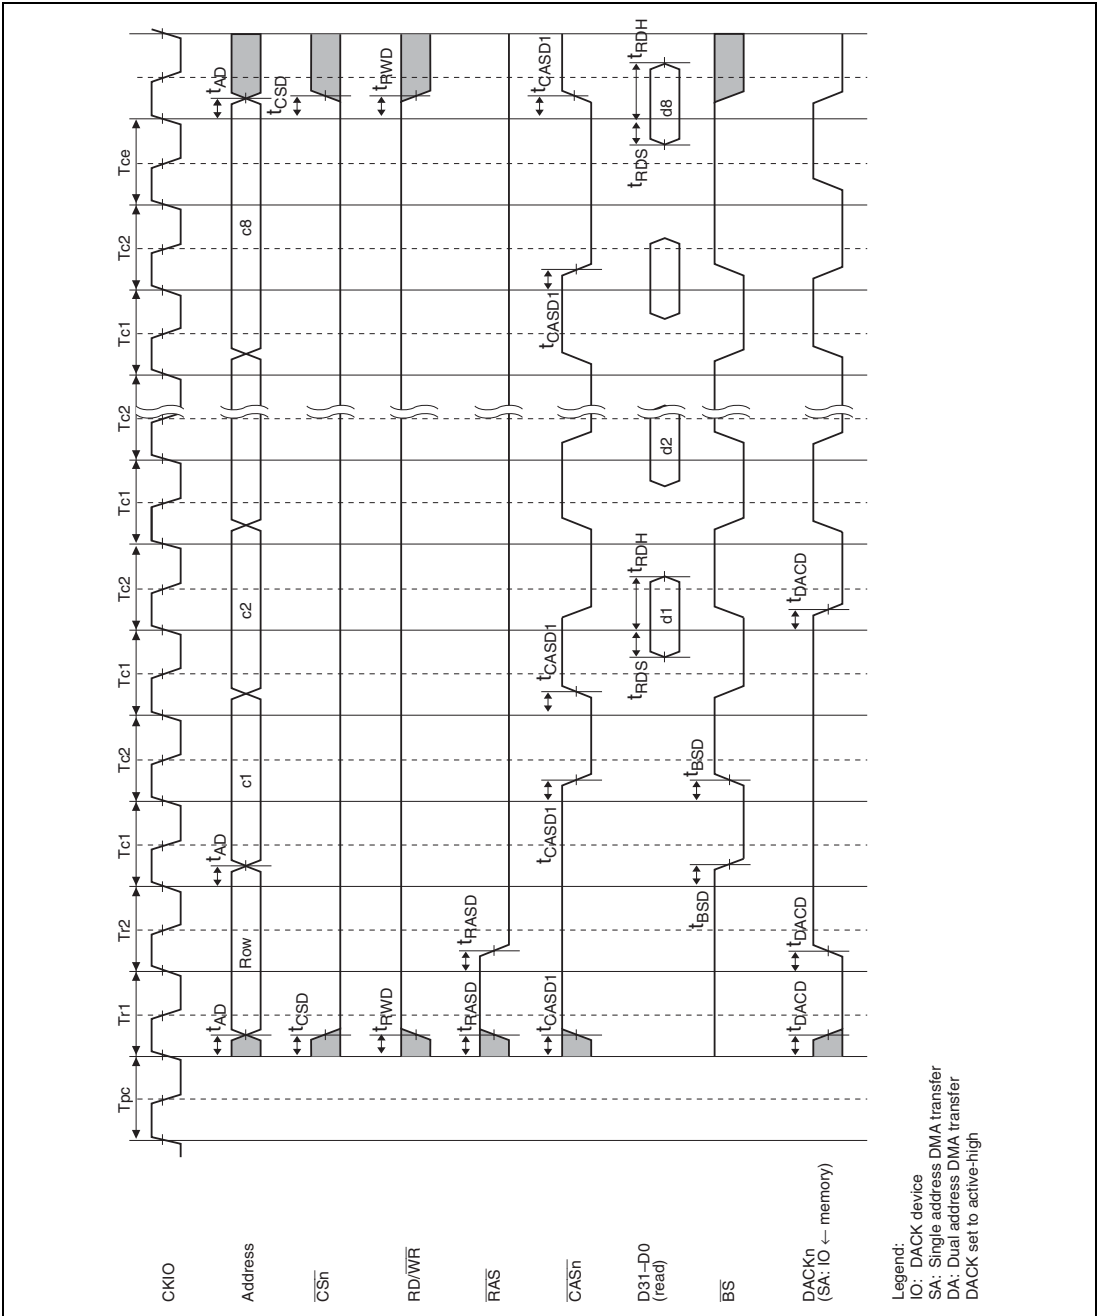 Tpc Tr1 Tr2 Tc1 Tc2 Tc1 Tc2 Tc1 Tc2 Tc1 Tc2 Tce
CKIO
Address
tAD Row tAD c1 c2 c8 tAD
CSn
tCSD tCSD
RD/WR
tRWD tRWD
RAS
tRASD tRASD
CASn
tCASD1 tCASD1 tCASD1 tCASD1 tCASD1
D31–D0
(read)
tRDS d1 tRDH d2 tRDS d8 tRDH
BS
tBSD tBSD
DACKn
(SA: IO ← memory)
tDACD tDACD tDACD
Legend:
IO: DACK device
SA: Single address DMA transfer
DA: Dual address DMA transfer
DACK set to active-high